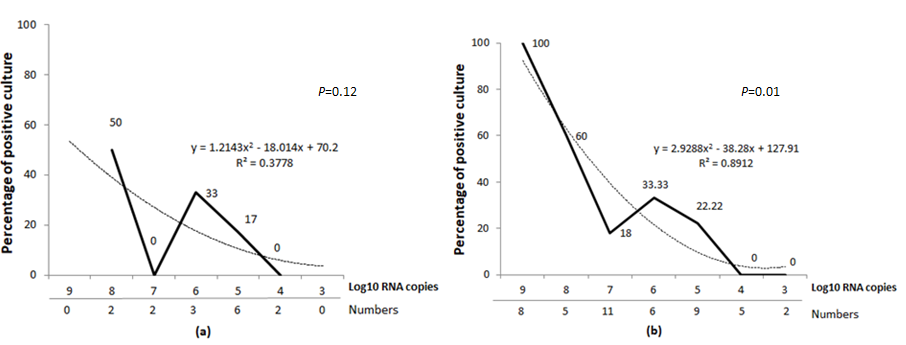 Percentage of positive culture
100
80
60
40
20
0
50
0
33
17
0
P=0.12
y = 1.2143x² - 18.014x + 70.2
R² = 0.3778
9 8 7 6 5 4 3 Log10 RNA copies
0 2 2 3 6 2 0 Numbers
(a)
Percentage of positive culture
100
80
60
40
20
0
100
60
18
33.33
22.22
0
0
P=0.01
y = 2.9288x² - 38.28x + 127.91
R² = 0.8912
9 8 7 6 5 4 3 Log10 RNA copies
8 5 11 6 9 5 2 Numbers
(b)
(a)
(b)